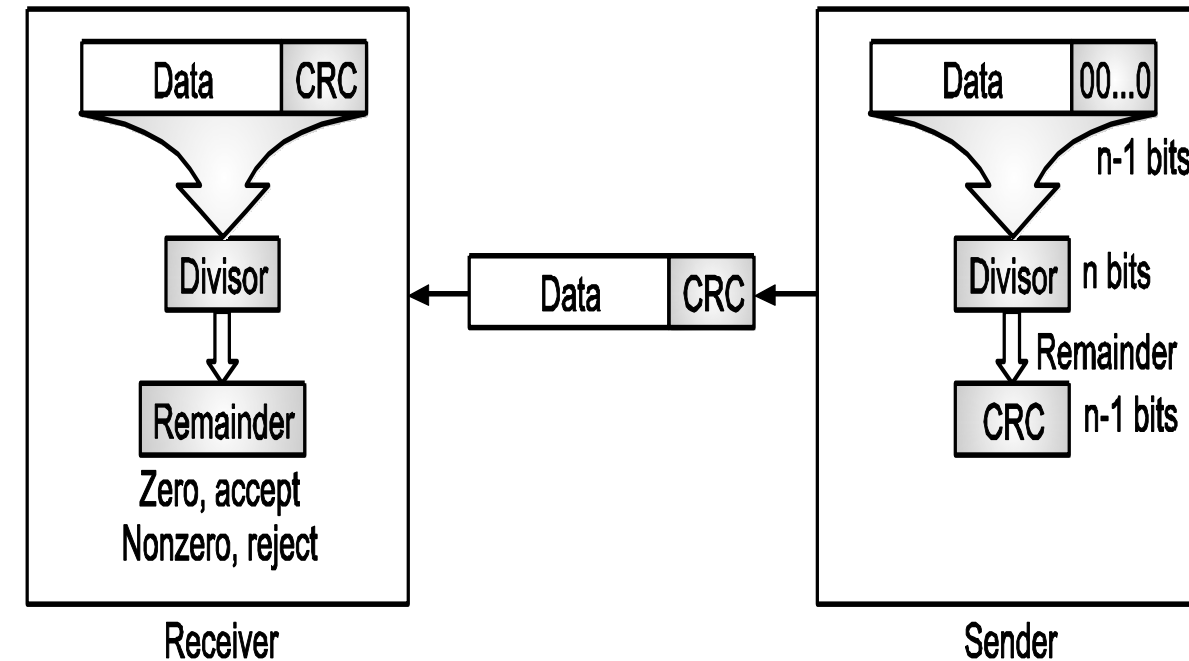 Data CRC
Divisor
Remainder
Zero, accept
Nonzero, reject
Receiver
Data CRC
Data 00...0
n-1 bits
Divisor n bits
Remainder
CRC n-1 bits
Sender